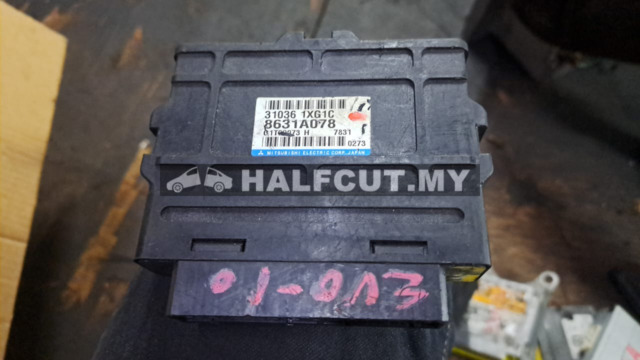 31036 1XG1C
8631A078
7831
0273
MITSUBISHI ELECTRIC CORP. JAPAN
HALFCUT.MY
EVO-10